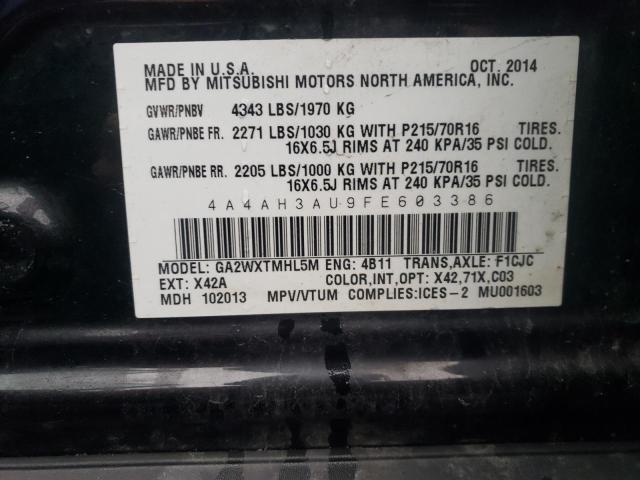 MADE IN U.S.A. OCT. 2014
MFD BY MITSUBISHI MOTORS NORTH AMERICA, INC.
GVWR/PNBV 4343 LBS/1970 KG
GAWR/PNBE FR. 2271 LBS/1030 KG WITH P215/70R16 TIRES.
16X6.5J RIMS AT 240 KPA/35 PSI COLD.
GAWR/PNBE RR. 2205 LBS/1000 KG WITH P215/70R16 TIRES.
16X6.5J RIMS AT 240 KPA/35 PSI COLD.
4A4AH3AU9FE603386
MODEL: GA2WXTMHL5M ENG: 4B11 TRANS,AXLE: F1CJC
EXT: X42A COLOR,INT,OPT: X42,71X,C03
MDH 102013 MPV/VTUM COMPLIES:ICES-2 MU001603